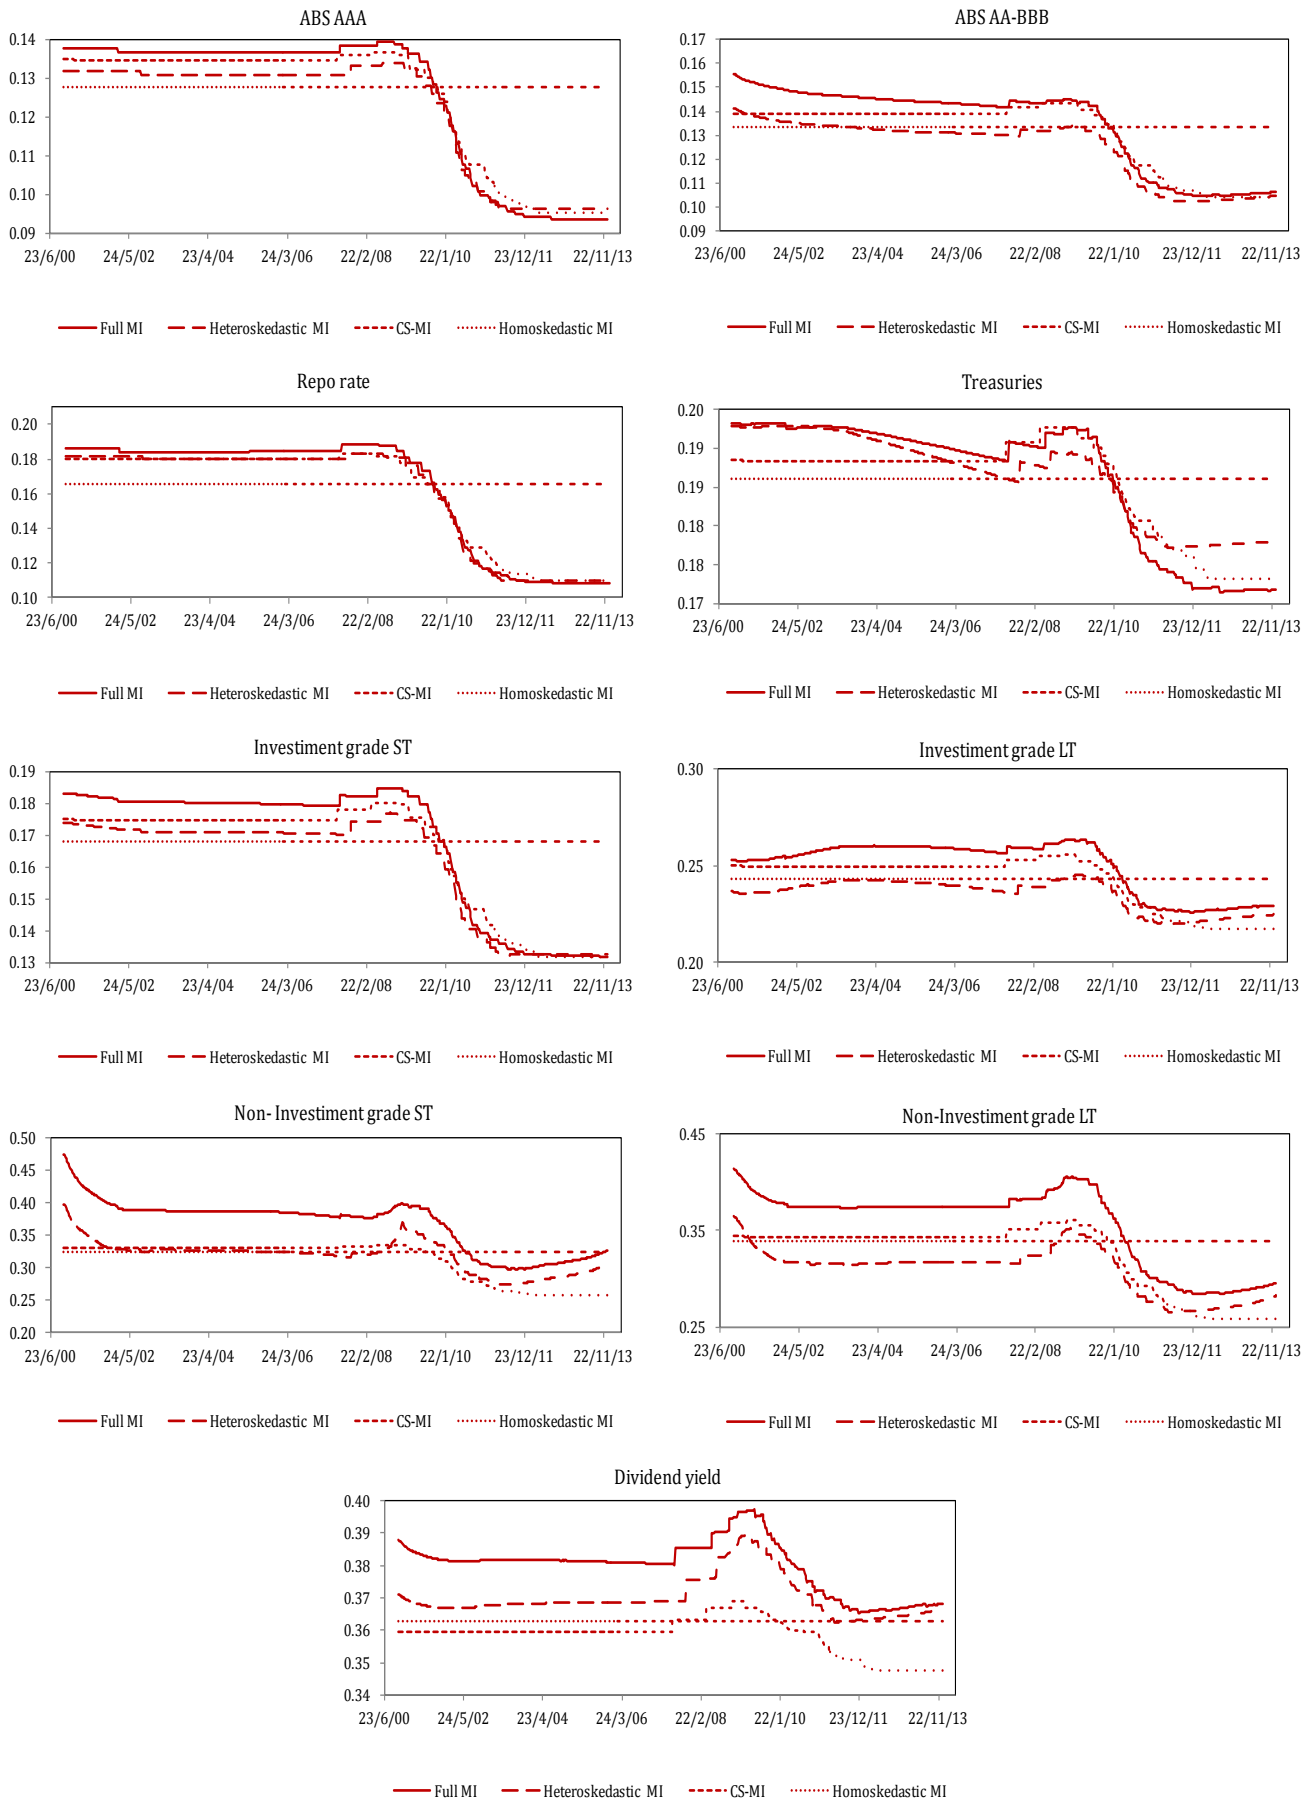 ABS AAA
0.14
0.13
0.12
0.11
0.10
0.09
23/6/00 24/5/02 23/4/04 24/3/06 22/2/08 22/1/10 23/12/11 22/11/13
Full MI Heteroskedastic MI CS-MI Homoskedastic MI
ABS AA-BBB
0.17
0.16
0.15
0.14
0.13
0.12
0.11
0.10
0.09
23/6/00 24/5/02 23/4/04 24/3/06 22/2/08 22/1/10 23/12/11 22/11/13
Full MI Heteroskedastic MI CS-MI Homoskedastic MI
Repo rate
0.20
0.18
0.16
0.14
0.12
0.10
23/6/00 24/5/02 23/4/04 24/3/06 22/2/08 22/1/10 23/12/11 22/11/13
Full MI Heteroskedastic MI CS-MI Homoskedastic MI
Treasuries
0.20
0.19
0.19
0.18
0.18
0.17
23/6/00 24/5/02 23/4/04 24/3/06 22/2/08 22/1/10 23/12/11 22/11/13
Full MI Heteroskedastic MI CS-MI Homoskedastic MI
Investiment grade ST
0.19
0.18
0.17
0.16
0.15
0.14
0.13
23/6/00 24/5/02 23/4/04 24/3/06 22/2/08 22/1/10 23/12/11 22/11/13
Full MI Heteroskedastic MI CS-MI Homoskedastic MI
Investiment grade LT
0.30
0.25
0.20
23/6/00 24/5/02 23/4/04 24/3/06 22/2/08 22/1/10 23/12/11 22/11/13
Full MI Heteroskedastic MI CS-MI Homoskedastic MI
Non- Investiment grade ST
0.50
0.45
0.40
0.35
0.30
0.25
0.20
23/6/00 24/5/02 23/4/04 24/3/06 22/2/08 22/1/10 23/12/11 22/11/13
Full MI Heteroskedastic MI CS-MI Homoskedastic MI
Non-Investiment grade LT
0.45
0.35
0.25
23/6/00 24/5/02 23/4/04 24/3/06 22/2/08 22/1/10 23/12/11 22/11/13
Full MI Heteroskedastic MI CS-MI Homoskedastic MI
Dividend yield
0.40
0.39
0.38
0.37
0.36
0.35
0.34
23/6/00 24/5/02 23/4/04 24/3/06 22/2/08 22/1/10 23/12/11 22/11/13
Full MI Heteroskedastic MI CS-MI Homoskedastic MI